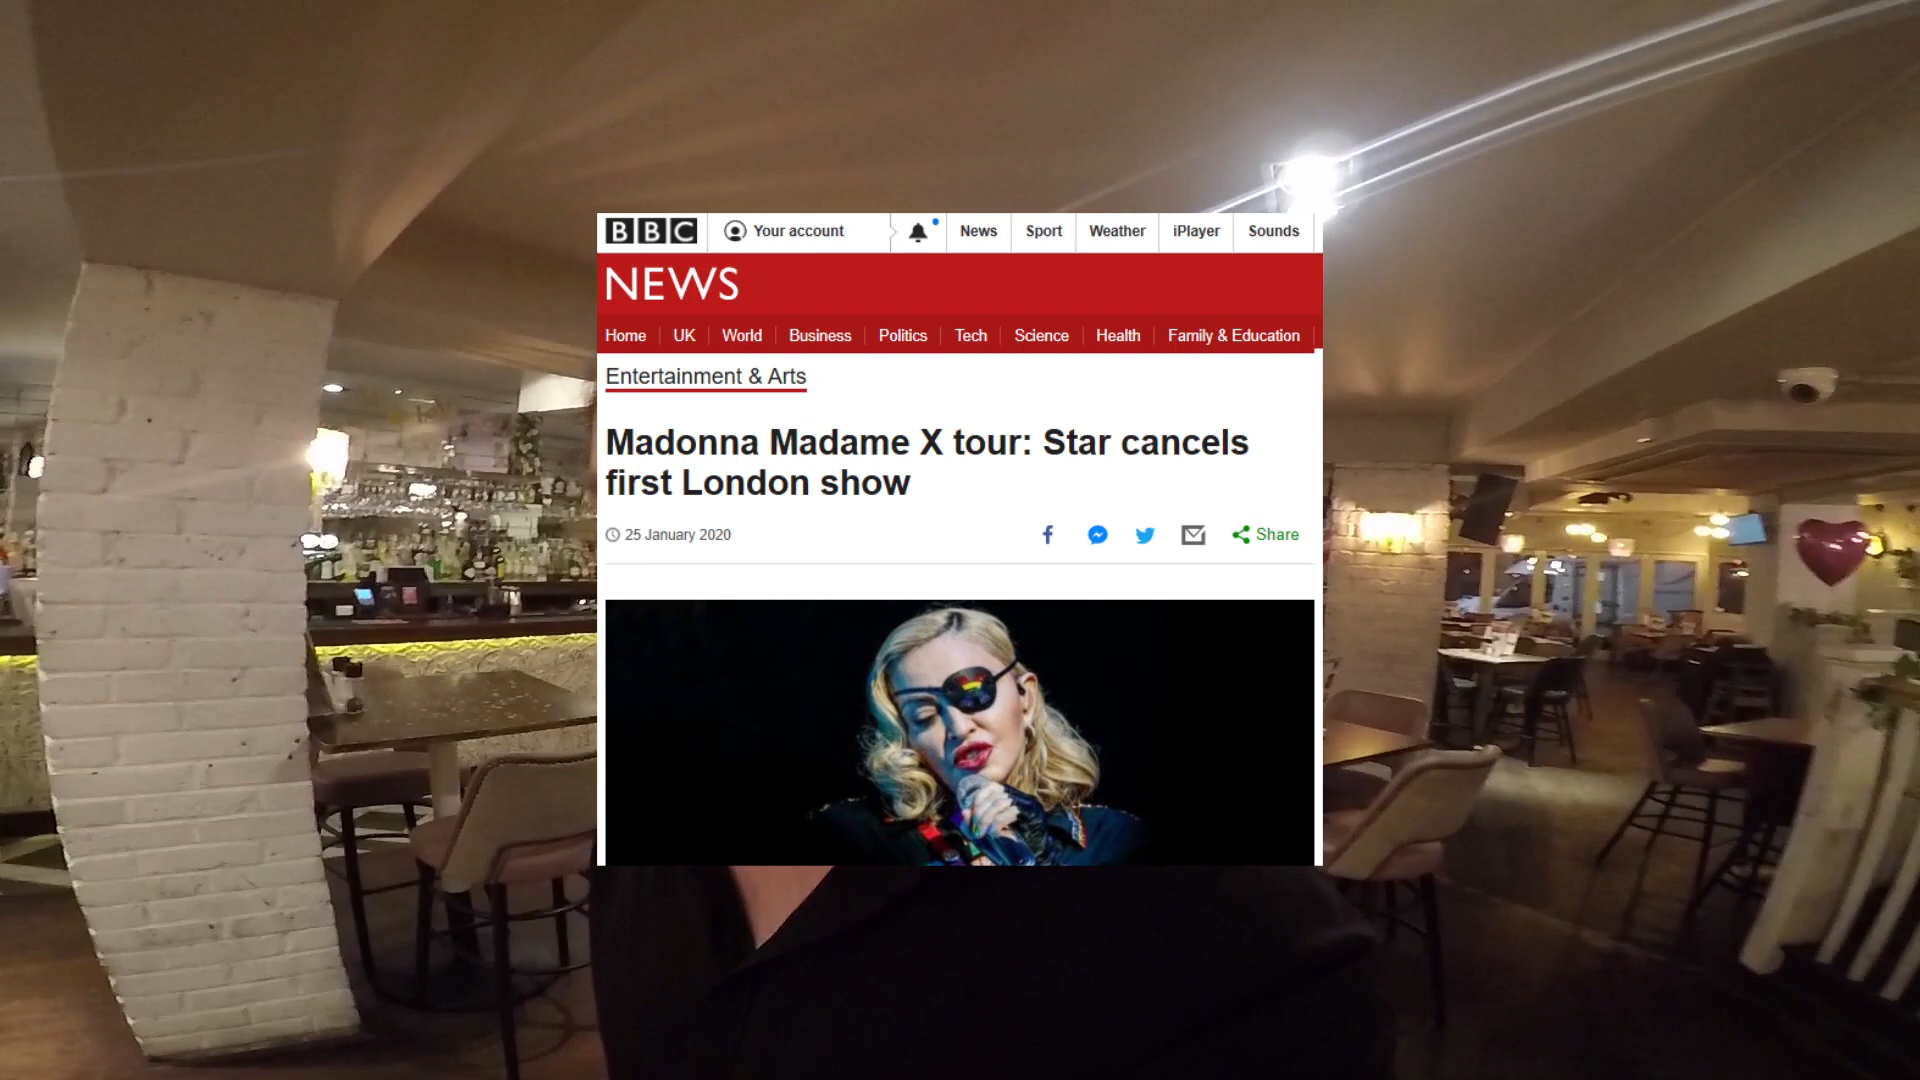 BBC Your account News Sport Weather iPlayer Sounds
NEWS
Home UK World Business Politics Tech Science Health Family & Education
Entertainment & Arts
Madonna Madame X tour: Star cancels
first London show
25 January 2020 Share